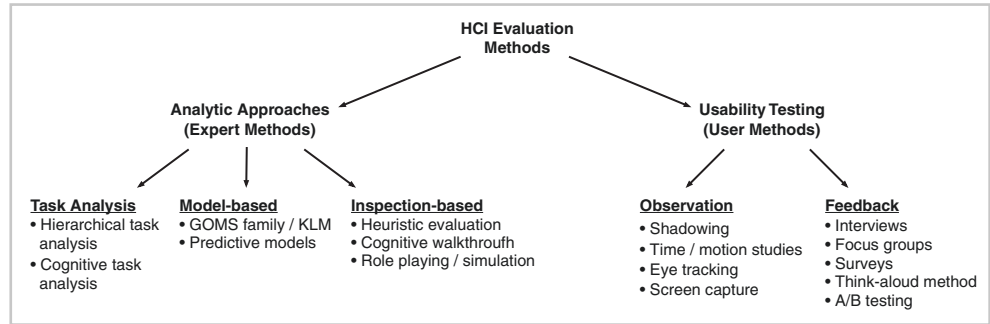 HCI Evaluation
Methods
Analytic Approaches
(Expert Methods)
Usability Testing
(User Methods)
Task Analysis
• Hierarchical task
analysis
• Cognitive task
analysis
Model-based
• GOMS family / KLM
• Predictive models
Inspection-based
• Heuristic evaluation
• Cognitive walkthroufh
• Role playing / simulation
Observation
• Shadowing
• Time / motion studies
• Eye tracking
• Screen capture
Feedback
• Interviews
• Focus groups
• Surveys
• Think-aloud method
• A/B testing